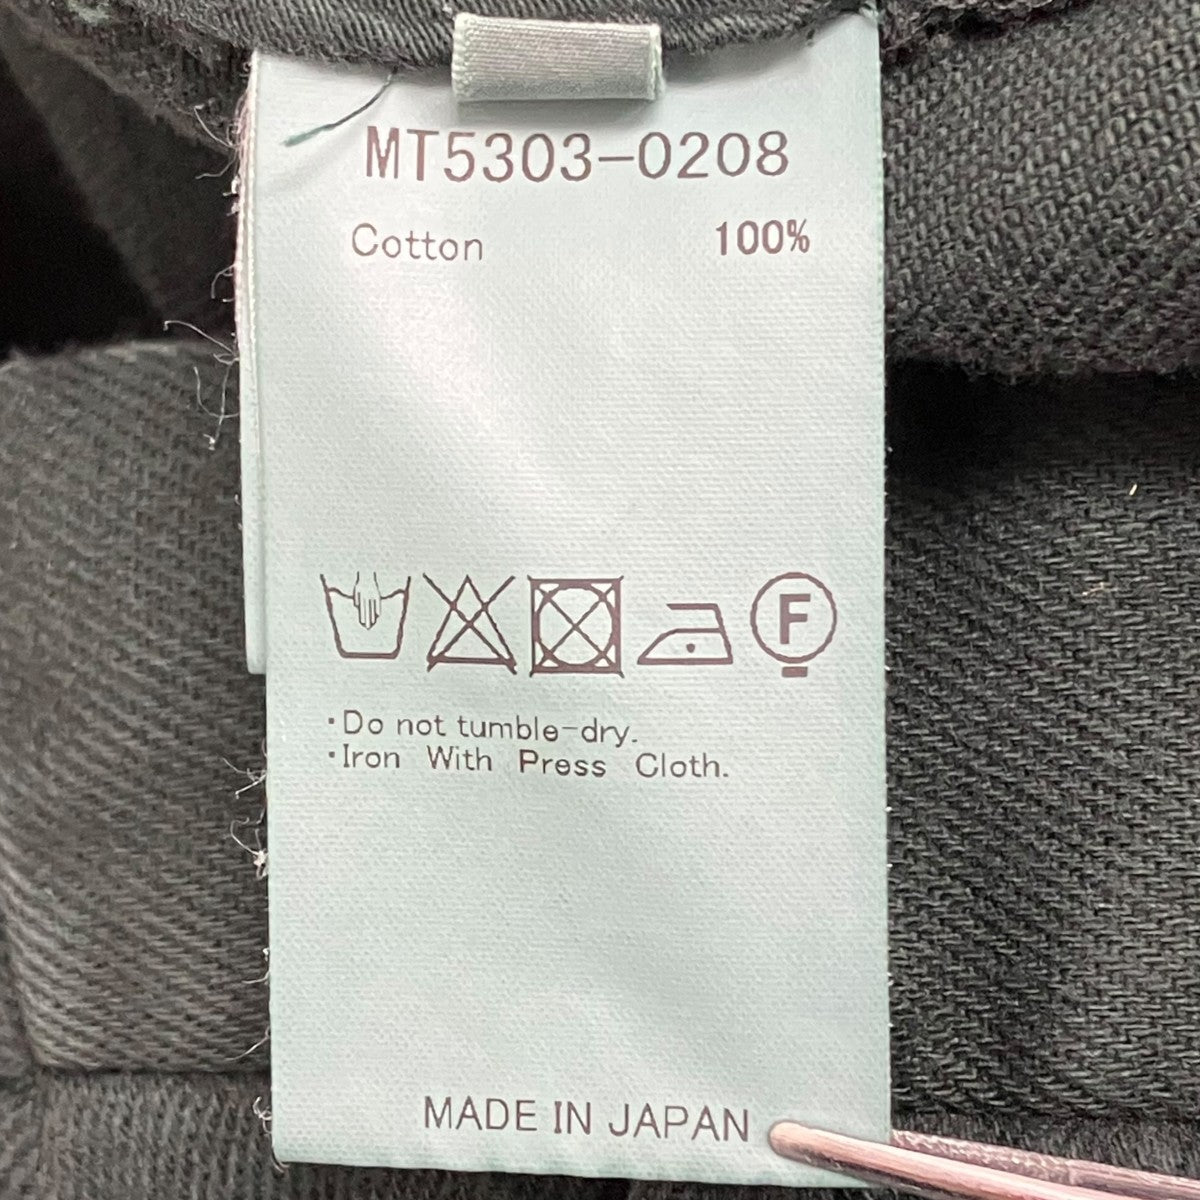 MT5303-0208
Cotton 100%
F
·Do not tumble-dry.
·Iron With Press Cloth.
MADE IN JAPAN